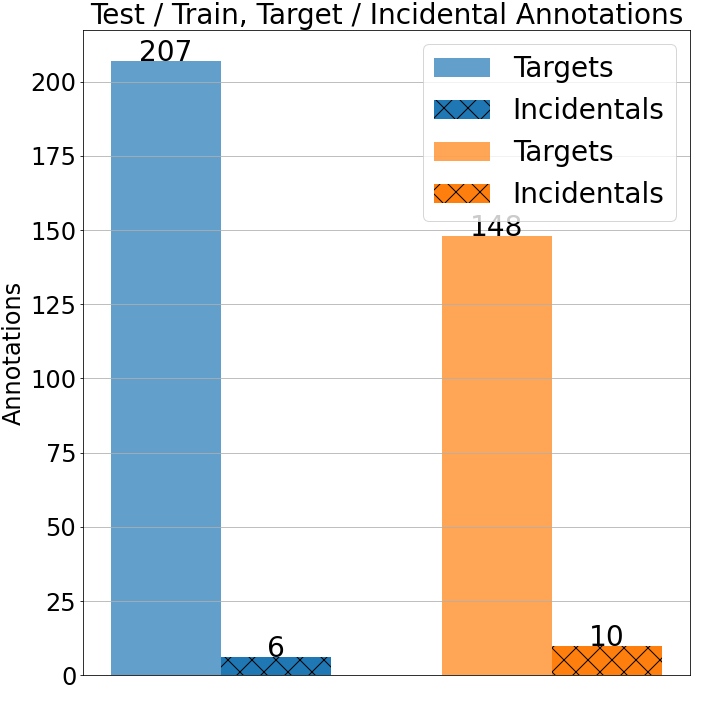 Test / Train, Target / Incidental Annotations
207
Targets
Incidentals
Targets
Incidentals
148
6
10
Annotations
200
175
150
125
100
75
50
25
0